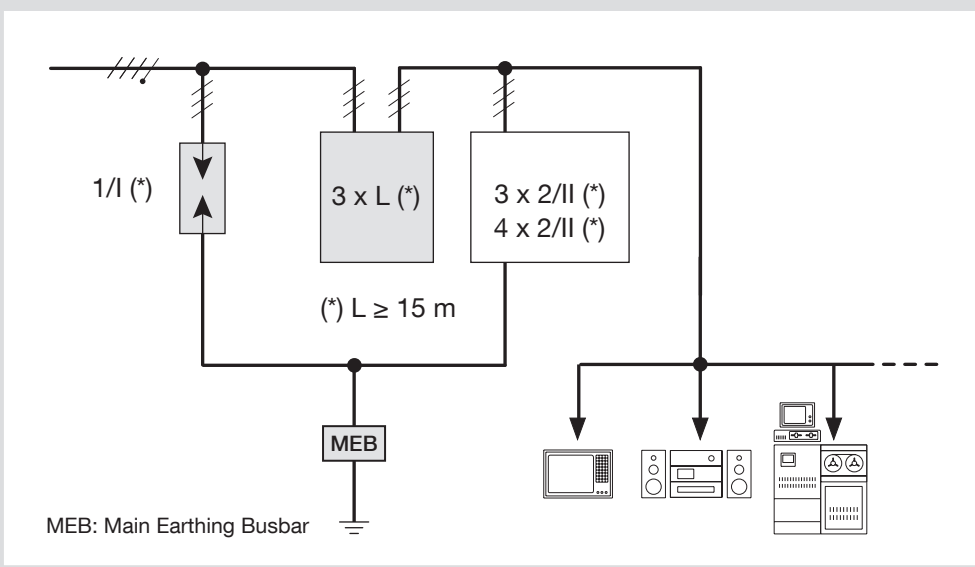 1/I (*)
3 x L (*)
3 x 2/II (*)
4 x 2/II (*)
(*) L ≥ 15 m
MEB
MEB: Main Earthing Busbar